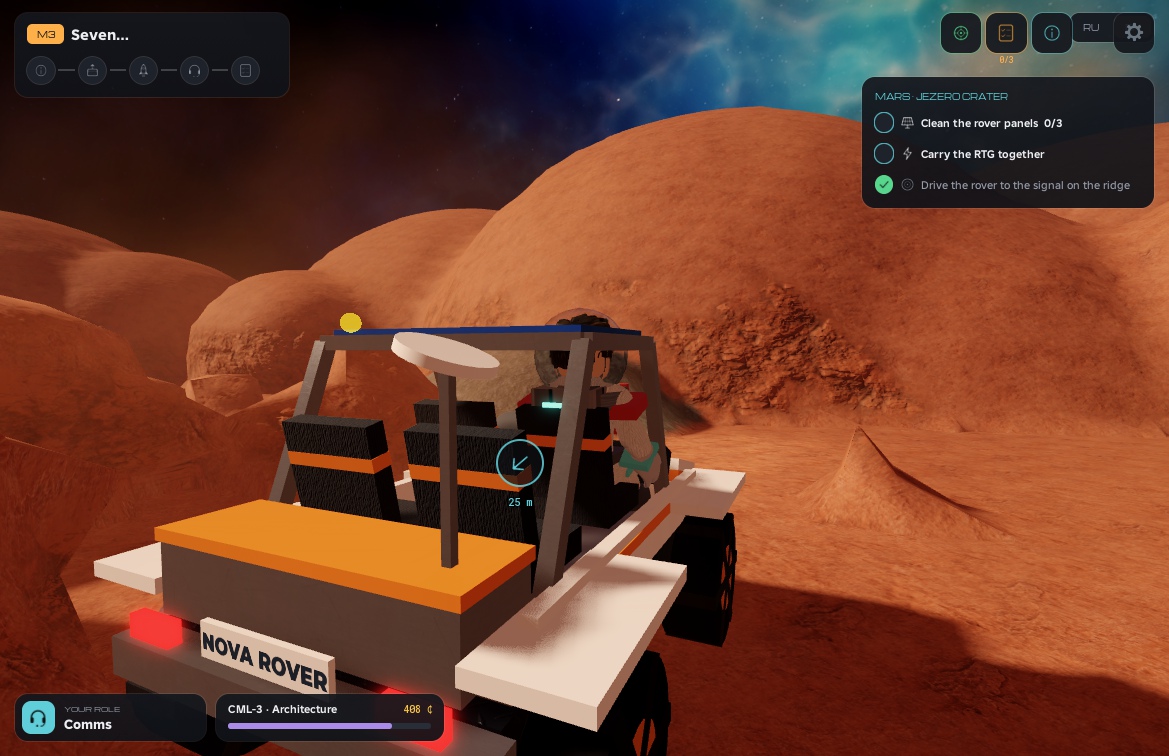 M3 Seven...
RU
0/3
MARS · JEZERO CRATER
Clean the rover panels 0/3
Carry the RTG together
Drive the rover to the signal on the ridge
25 m
NOVA ROVER
YOUR ROLE
Comms
CML-3 · Architecture 408 ₵